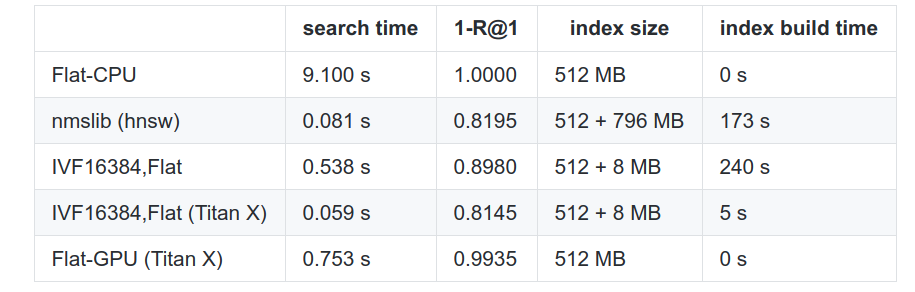 search time 1-R@1 index size index build time
Flat-CPU 9.100 s 1.0000 512 MB 0 s
nmslib (hnsw) 0.081 s 0.8195 512 + 796 MB 173 s
IVF16384,Flat 0.538 s 0.8980 512 + 8 MB 240 s
IVF16384,Flat (Titan X) 0.059 s 0.8145 512 + 8 MB 5 s
Flat-GPU (Titan X) 0.753 s 0.9935 512 MB 0 s